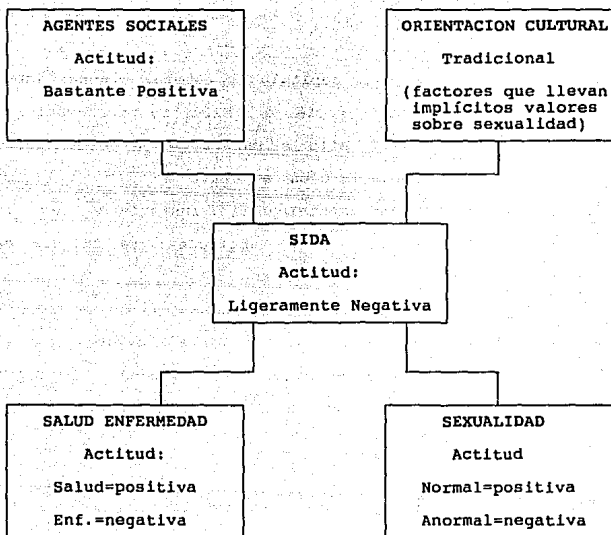 AGENTES SOCIALES
Actitud:
Bastante Positiva
ORIENTACION CULTURAL
Tradicional
(factores que llevan
implícitos valores
sobre sexualidad)
SIDA
Actitud:
Ligeramente Negativa
SALUD ENFERMEDAD
Actitud:
Salud=positiva
Enf.=negativa
SEXUALIDAD
Actitud
Normal=positiva
Anormal=negativa